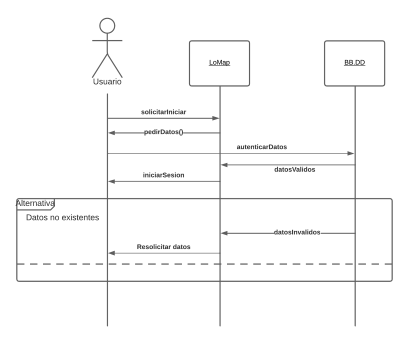 Usuario
LoMap
BB.DD
solicitarIniciar
pedirDatos()
autenticarDatos
datosValidos
iniciarSesion
Alternativa
Datos no existentes
datosInvalidos
Resolicitar datos